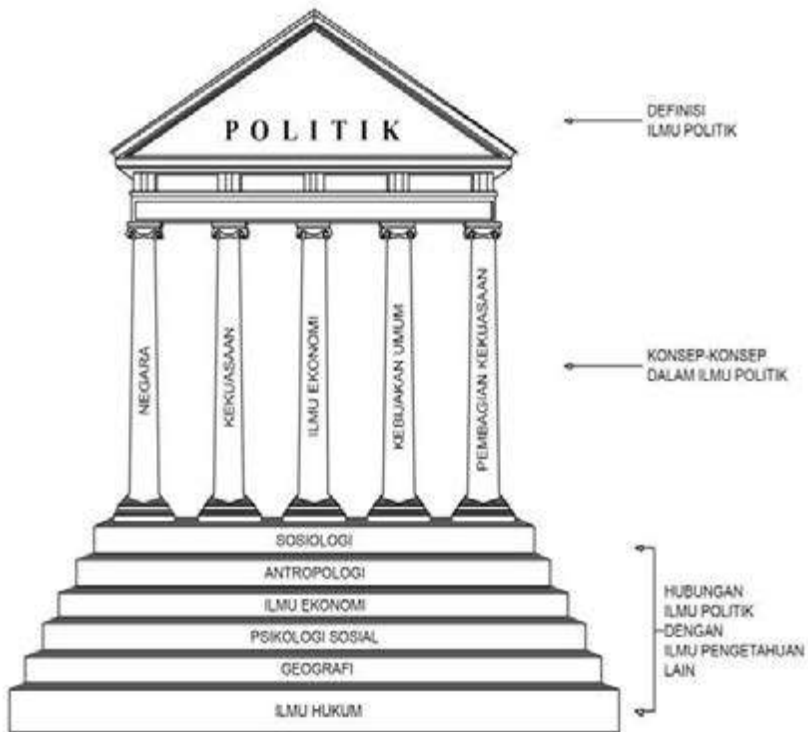 POLITIK
DEFINISI
ILMU POLITIK
NEGARA
KEKUASAAN
ILMU EKONOMI
KEBIJAKAN UMUM
PEMBAGIAN KEKUASAAN
KONSEP-KONSEP
DALAM ILMU POLITIK
SOSIOLOGI
ANTROPOLOGI
ILMU EKONOMI
PSIKOLOGI SOSIAL
GEOGRAFI
ILMU HUKUM
HUBUNGAN
ILMU POLITIK
DENGAN
ILMU PENGETAHUAN
LAIN